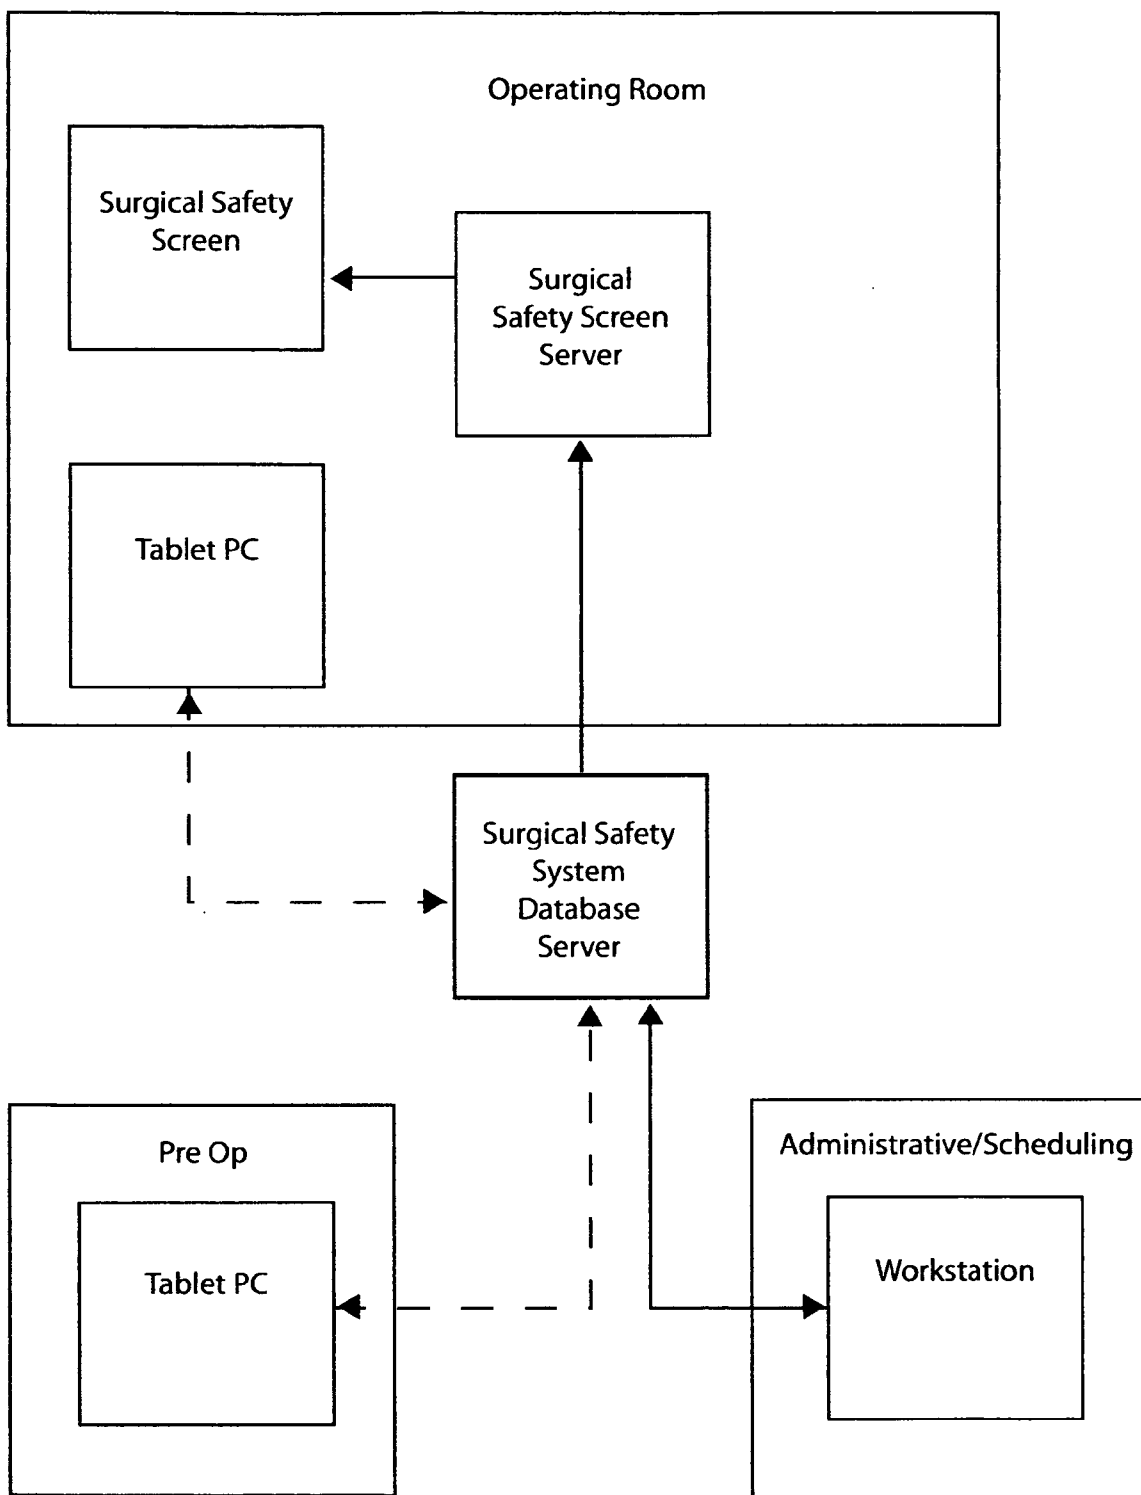 Operating Room
Surgical Safety
Screen
Surgical
Safety Screen
Server
Tablet PC
Surgical Safety
System
Database
Server
Pre Op
Tablet PC
Administrative/Scheduling
Workstation